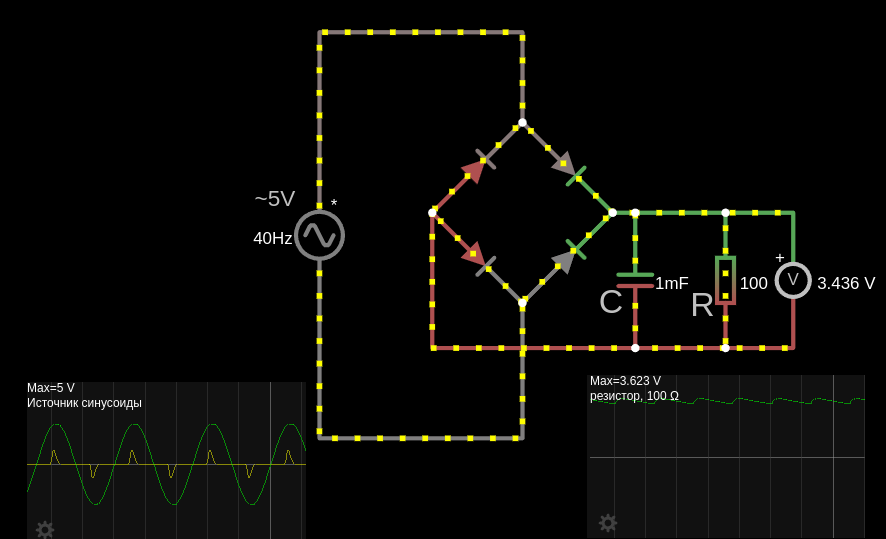 ~5V
*
40Hz
+
V
3.436 V
1mF
C
100
R
Max=5 V
Источник синусоиды
Max=3.623 V
резистор, 100 Ω